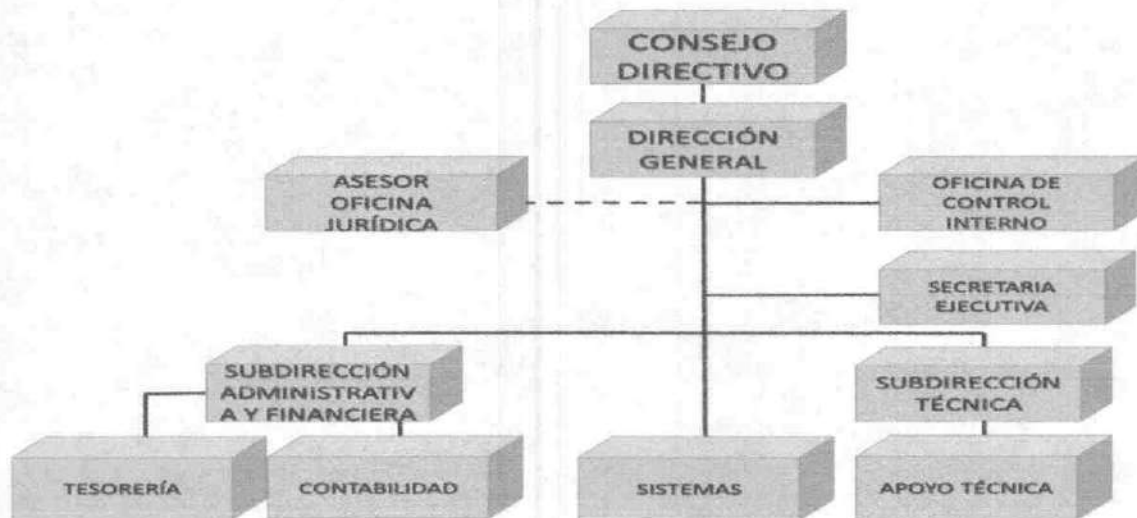 CONSEJO
DIRECTIVO
DIRECCIÓN
GENERAL
ASESOR
OFICINA
JURÍDICA
OFICINA DE
CONTROL
INTERNO
SECRETARIA
EJECUTIVA
SUBDIRECCIÓN
ADMINISTRATIV
A Y FINANCIERA
SUBDIRECCIÓN
TÉCNICA
TESORERÍA
CONTABILIDAD
SISTEMAS
APOYO TÉCNICA